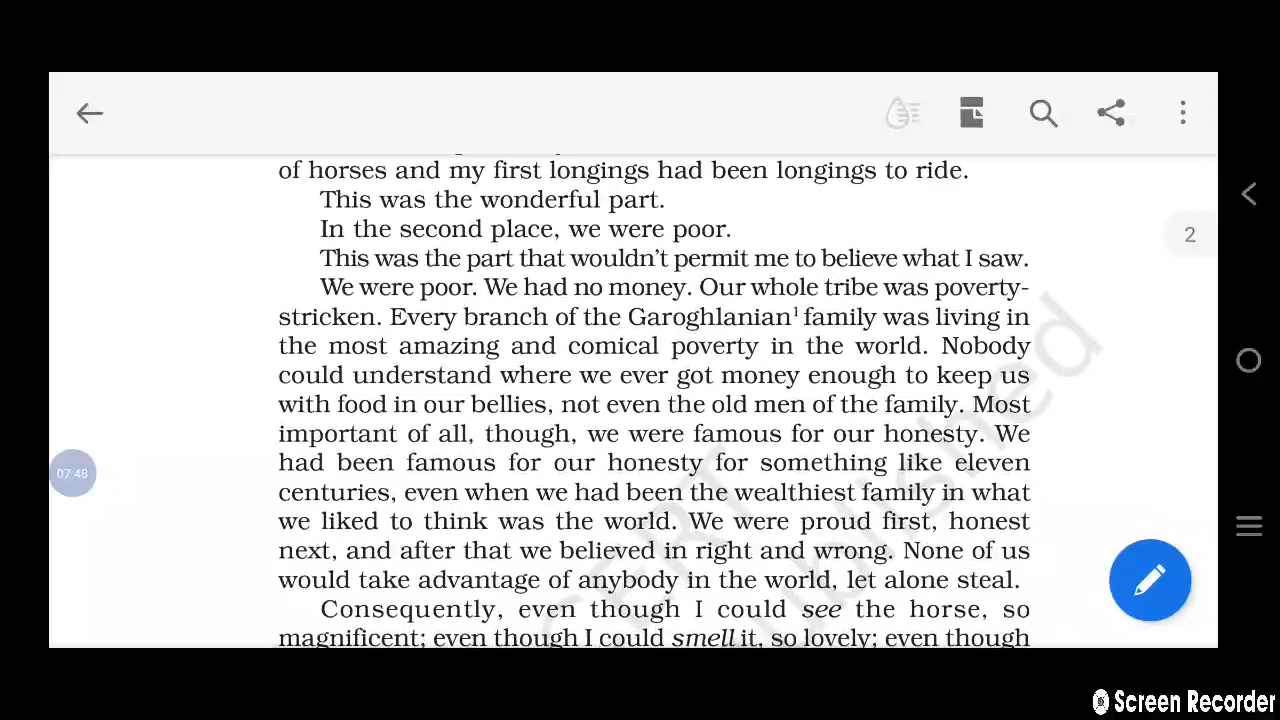 of horses and my first longings had been longings to ride.
This was the wonderful part.
In the second place, we were poor.
2
This was the part that wouldn't permit me to believe what I saw.
We were poor. We had no money. Our whole tribe was poverty-
stricken. Every branch of the Garoghlanian¹ family was living in
the most amazing and comical poverty in the world. Nobody
could understand where we ever got money enough to keep us
with food in our bellies, not even the old men of the family. Most
important of all, though, we were famous for our honesty. We
had been famous for our honesty for something like eleven
07:48
centuries, even when we had been the wealthiest family in what
we liked to think was the world. We were proud first, honest
next, and after that we believed in right and wrong. None of us
would take advantage of anybody in the world, let alone steal.
Consequently, even though I could see the horse, so
magnificent; even though I could smell it, so lovely; even though
Screen Recorder